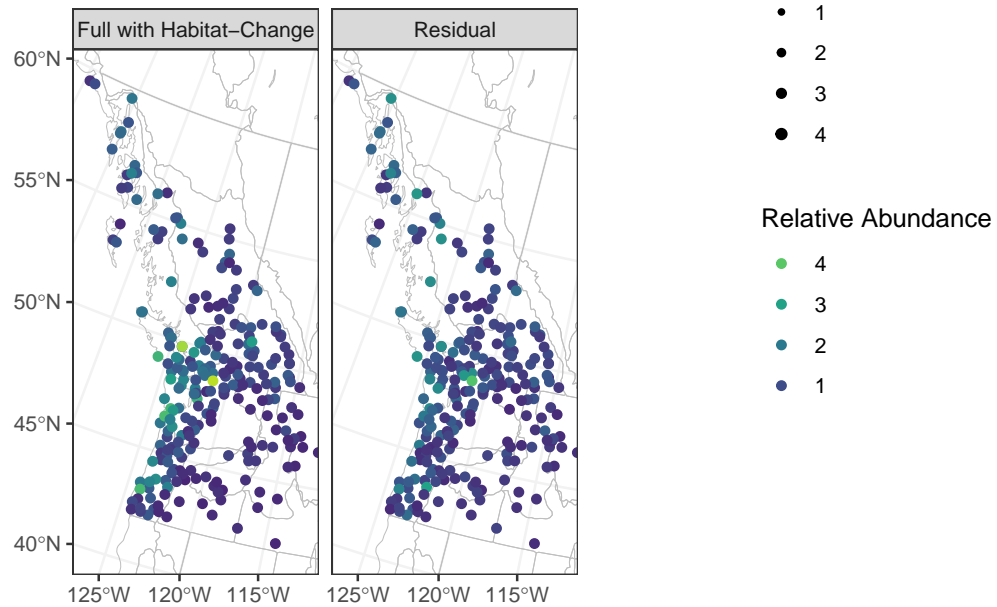 Full with Habitat−Change
Residual
60°N
55°N
50°N
45°N
40°N
125°W 120°W 115°W
125°W 120°W 115°W
1
2
3
4
Relative Abundance
4
3
2
1